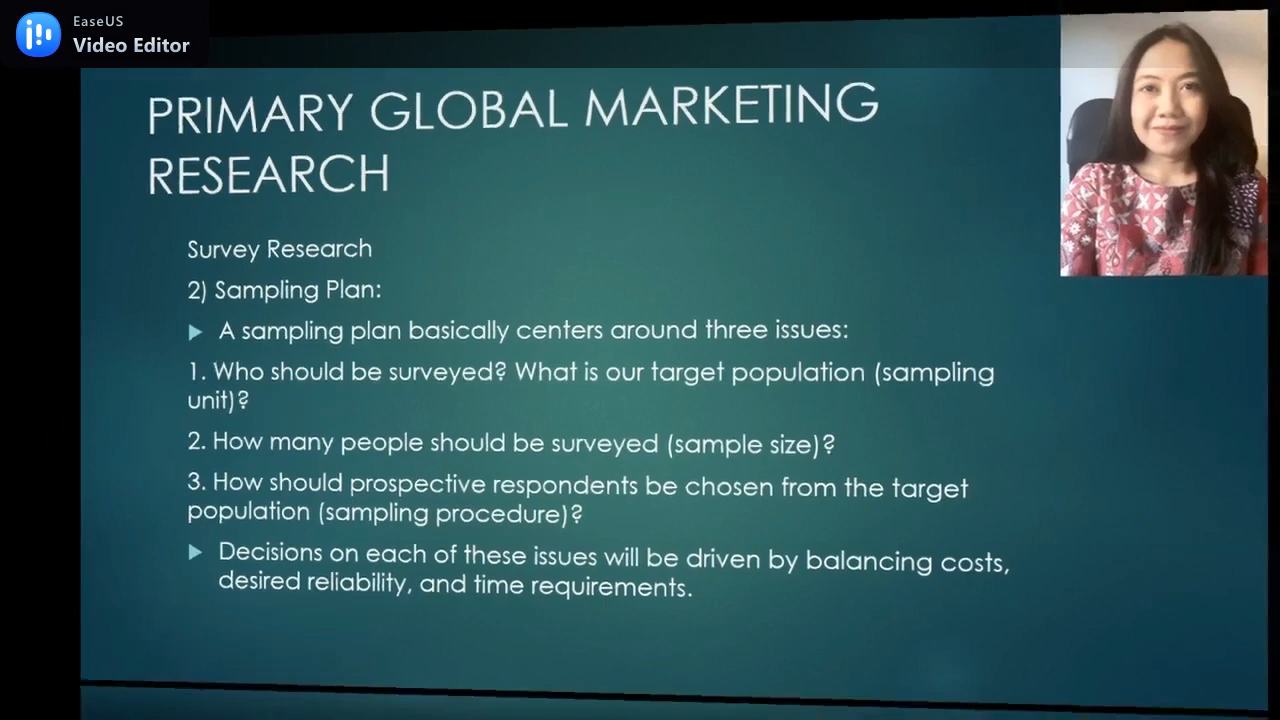 EaseUS
Video Editor
PRIMARY GLOBAL MARKETING
RESEARCH
Survey Research
2) Sampling Plan:
A sampling plan basically centers around three issues:
1. Who should be surveyed? What is our target population (sampling
unit)?
2. How many people should be surveyed (sample size)?
3. How should prospective respondents be chosen from the target
population (sampling procedure)?
Decisions on each of these issues will be driven by balancing costs,
desired reliability, and time requirements.